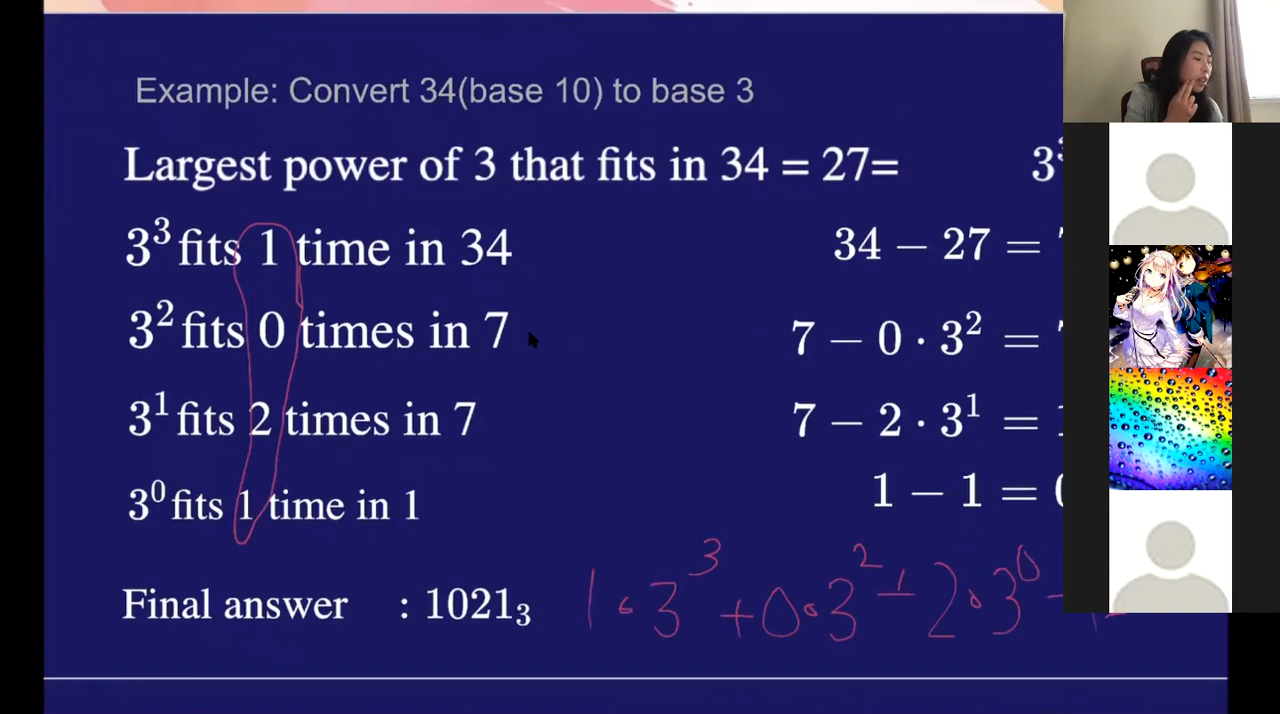 Example: Convert 34(base 10) to base 3
Largest power of 3 that fits in 34 = 27= 3³
3³ fits 1 time in 34 34 − 27 =
3² fits 0 times in 7 7 − 0 · 3² =
3¹ fits 2 times in 7 7 − 2 · 3¹ = 1
3⁰ fits 1 time in 1 1 − 1 = 0
Final answer : 1021₃ 1 · 3³ + 0 · 3² + 2 · 3⁰